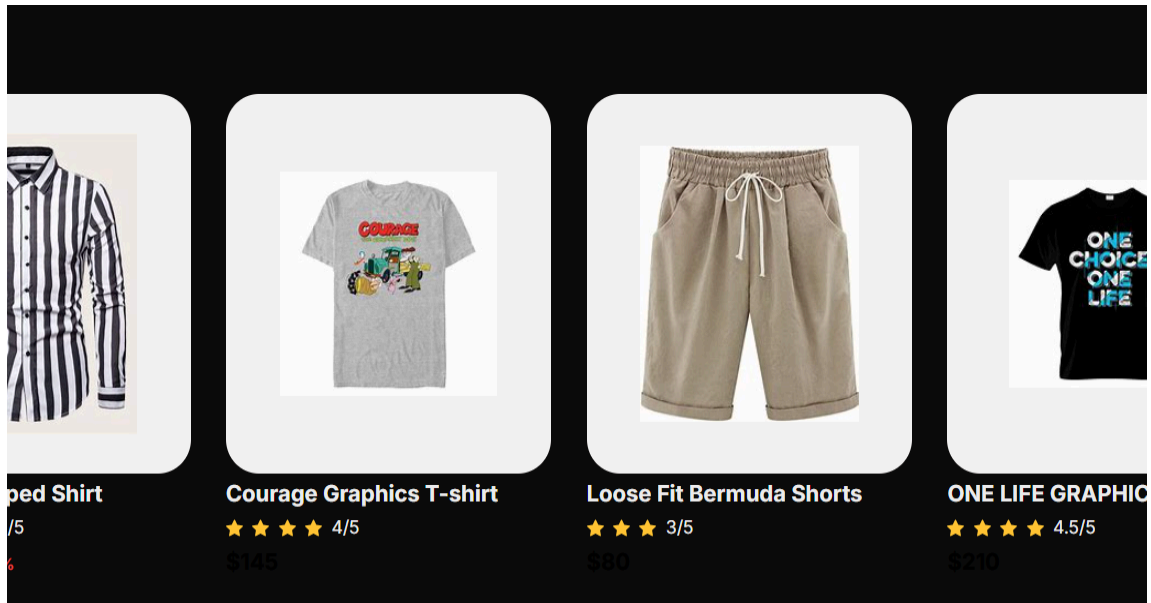 COURAGE
ONE
CHOICE
ONE
LIFE
ped Shirt
/5
%
Courage Graphics T-shirt
4/5
$145
Loose Fit Bermuda Shorts
3/5
$80
ONE LIFE GRAPHIC
4.5/5
$210